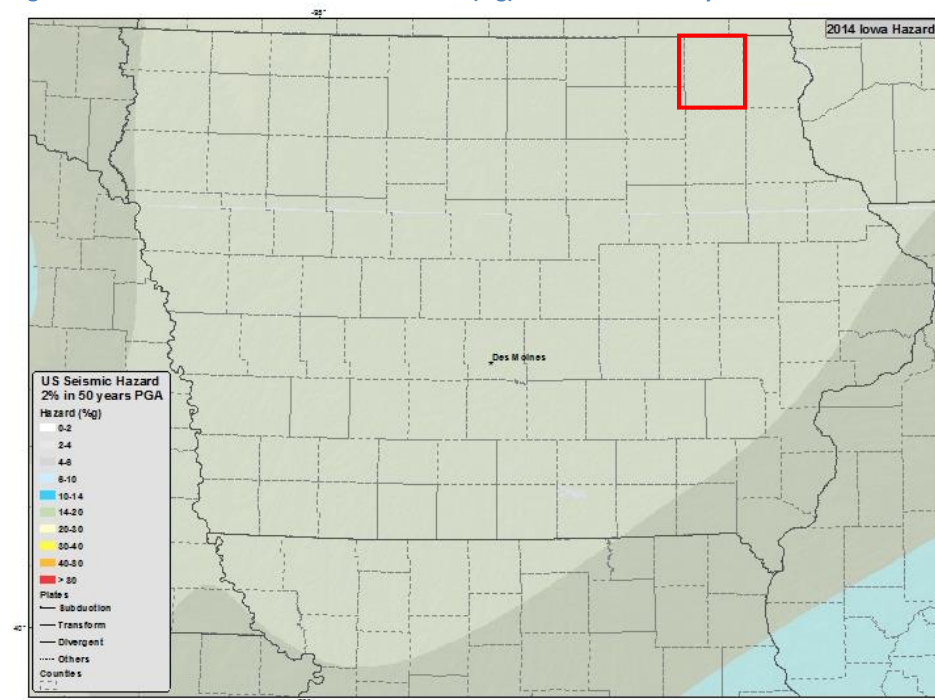 -95°
2014 Iowa Hazard
Des Moines
US Seismic Hazard
2% in 50 years PGA
Hazard (%g)
0-2
2-4
4-6
6-10
10-14
14-20
20-30
30-40
40-80
> 80
Plates
Subduction
Transform
Divergent
Others
Counties
40°